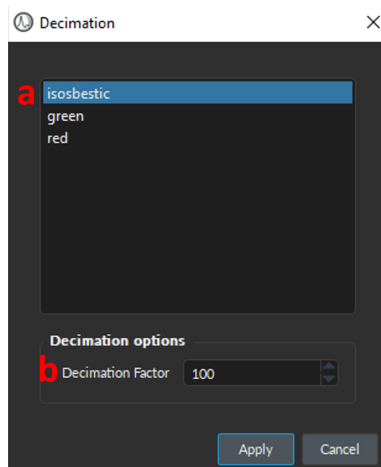 Decimation
a
isosbestic
green
red
Decimation options
b Decimation Factor 100
Apply Cancel